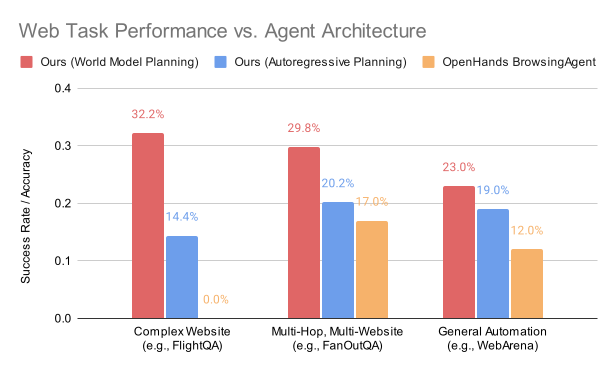 Web Task Performance vs. Agent Architecture
Ours (World Model Planning) Ours (Autoregressive Planning) OpenHands BrowsingAgent
Success Rate / Accuracy
0.4
0.3
0.2
0.1
0.0
32.2%
14.4%
0.0%
29.8%
20.2%
17.0%
23.0%
19.0%
12.0%
Complex Website
(e.g., FlightQA)
Multi-Hop, Multi-Website
(e.g., FanOutQA)
General Automation
(e.g., WebArena)